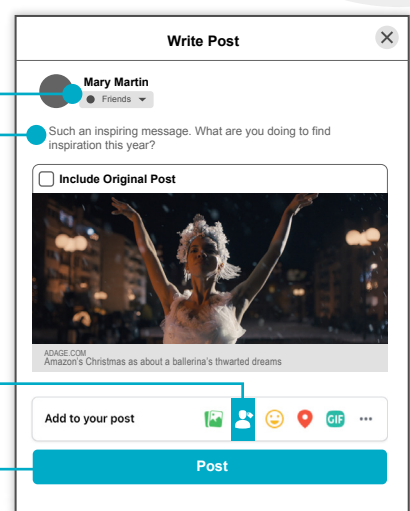 Write Post
Mary Martin
Friends
Such an inspiring message. What are you doing to find
inspiration this year?
Include Original Post
ADAGE.COM
Amazon's Christmas as about a ballerina's thwarted dreams
Add to your post
GIF
Post